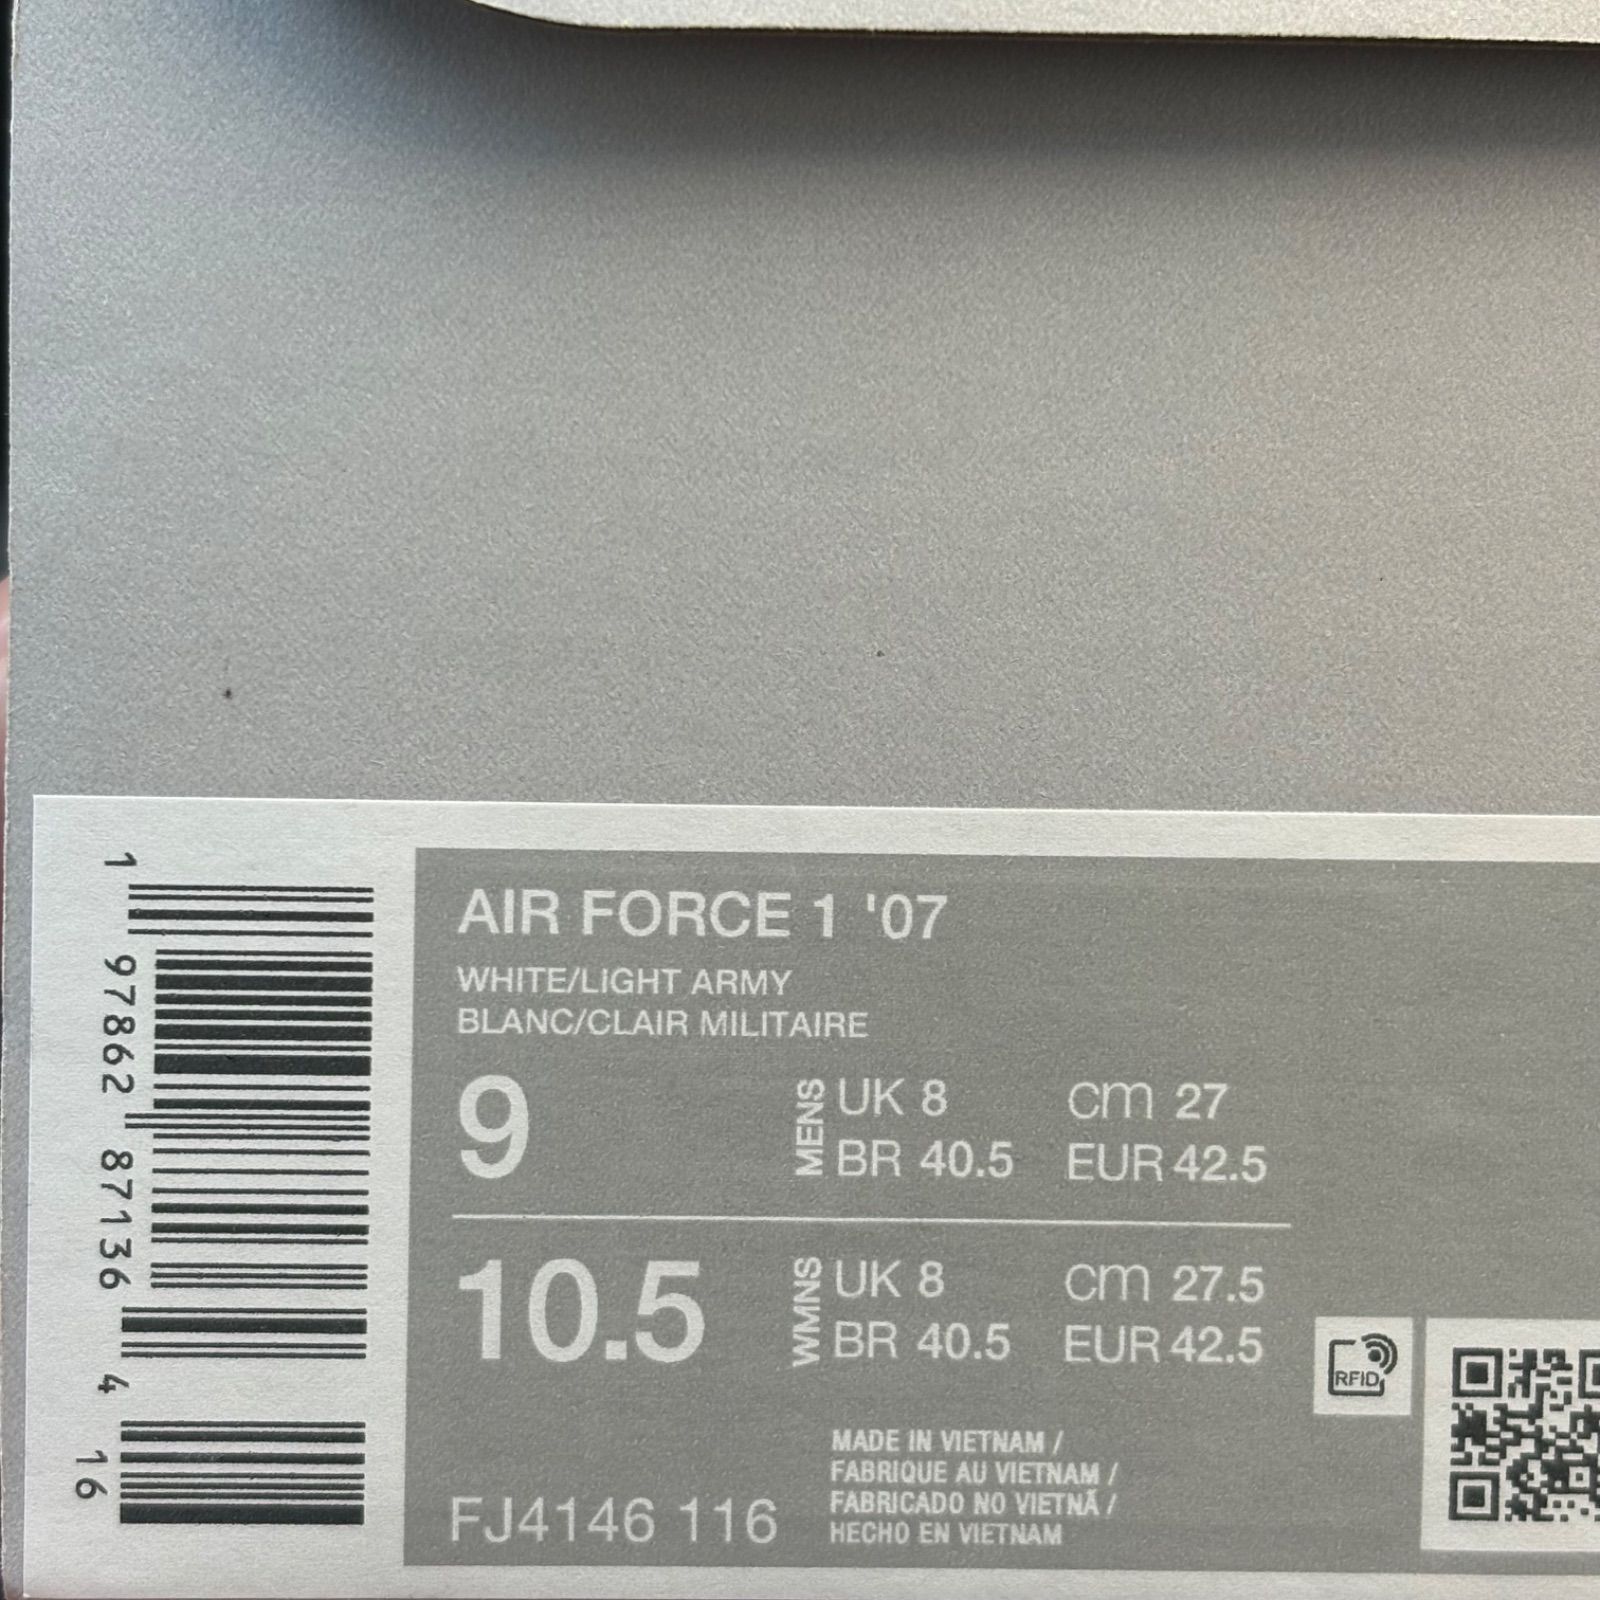 1 97862 87136 4 16
AIR FORCE 1 '07
WHITE/LIGHT ARMY
BLANC/CLAIR MILITAIRE
9 MENS UK 8 cm 27
BR 40.5 EUR 42.5
10.5 WMNS UK 8 cm 27.5
BR 40.5 EUR 42.5
RFID
MADE IN VIETNAM /
FABRIQUE AU VIETNAM /
FABRICADO NO VIETNÃ /
HECHO EN VIETNAM
FJ4146 116